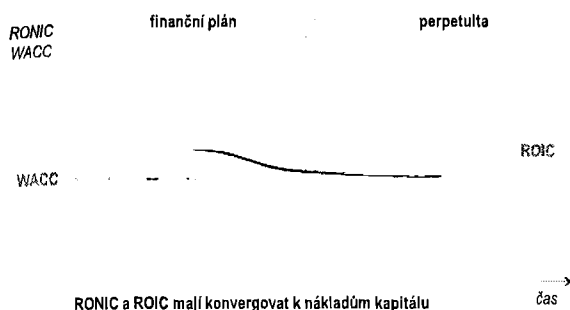 RONIC
WACC
finanční plán
perpetuita
ROIC
WACC
RONIC a ROIC mají konvergovat k nákladům kapitálu
čas